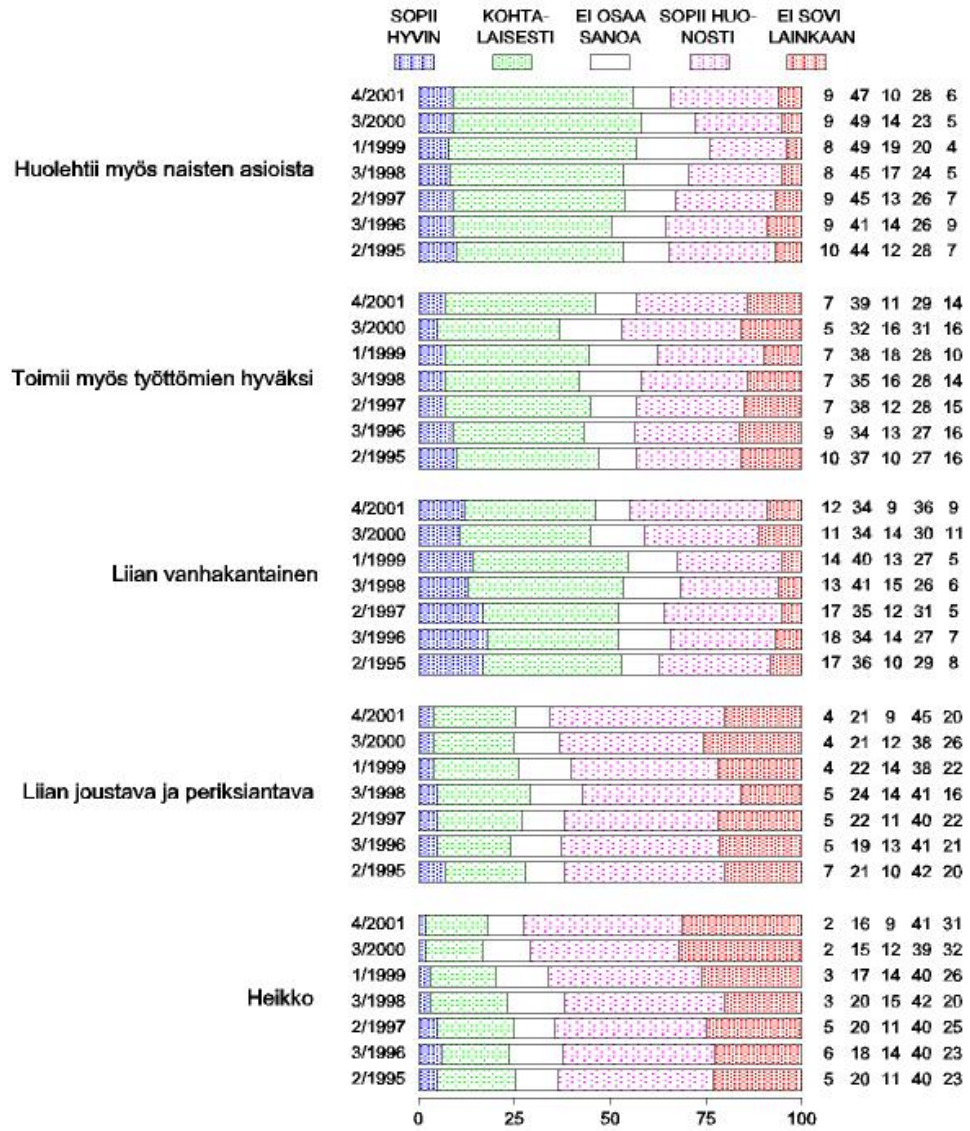 SOPII HYVIN KOHTA-LAISESTI EI OSAA SANOA SOPII HUO-NOSTI EI SOVI LAINKAAN
Huolehtii myös naisten asioista
4/2001 9 47 10 28 6
3/2000 9 49 14 23 5
1/1999 8 49 19 20 4
3/1998 8 45 17 24 5
2/1997 9 45 13 26 7
3/1996 9 41 14 26 9
2/1995 10 44 12 28 7
Toimii myös työttömien hyväksi
4/2001 7 39 11 29 14
3/2000 5 32 16 31 16
1/1999 7 38 18 28 10
3/1998 7 35 16 28 14
2/1997 7 38 12 28 15
3/1996 9 34 13 27 16
2/1995 10 37 10 27 16
Liian vanhakantainen
4/2001 12 34 9 36 9
3/2000 11 34 14 30 11
1/1999 14 40 13 27 5
3/1998 13 41 15 26 6
2/1997 17 35 12 31 5
3/1996 18 34 14 27 7
2/1995 17 36 10 29 8
Liian joustava ja periksiantava
4/2001 4 21 9 45 20
3/2000 4 21 12 38 26
1/1999 4 22 14 38 22
3/1998 5 24 14 41 16
2/1997 5 22 11 40 22
3/1996 5 19 13 41 21
2/1995 7 21 10 42 20
Heikko
4/2001 2 16 9 41 31
3/2000 2 15 12 39 32
1/1999 3 17 14 40 26
3/1998 3 20 15 42 20
2/1997 5 20 11 40 25
3/1996 6 18 14 40 23
2/1995 5 20 11 40 23
0 25 50 75 100